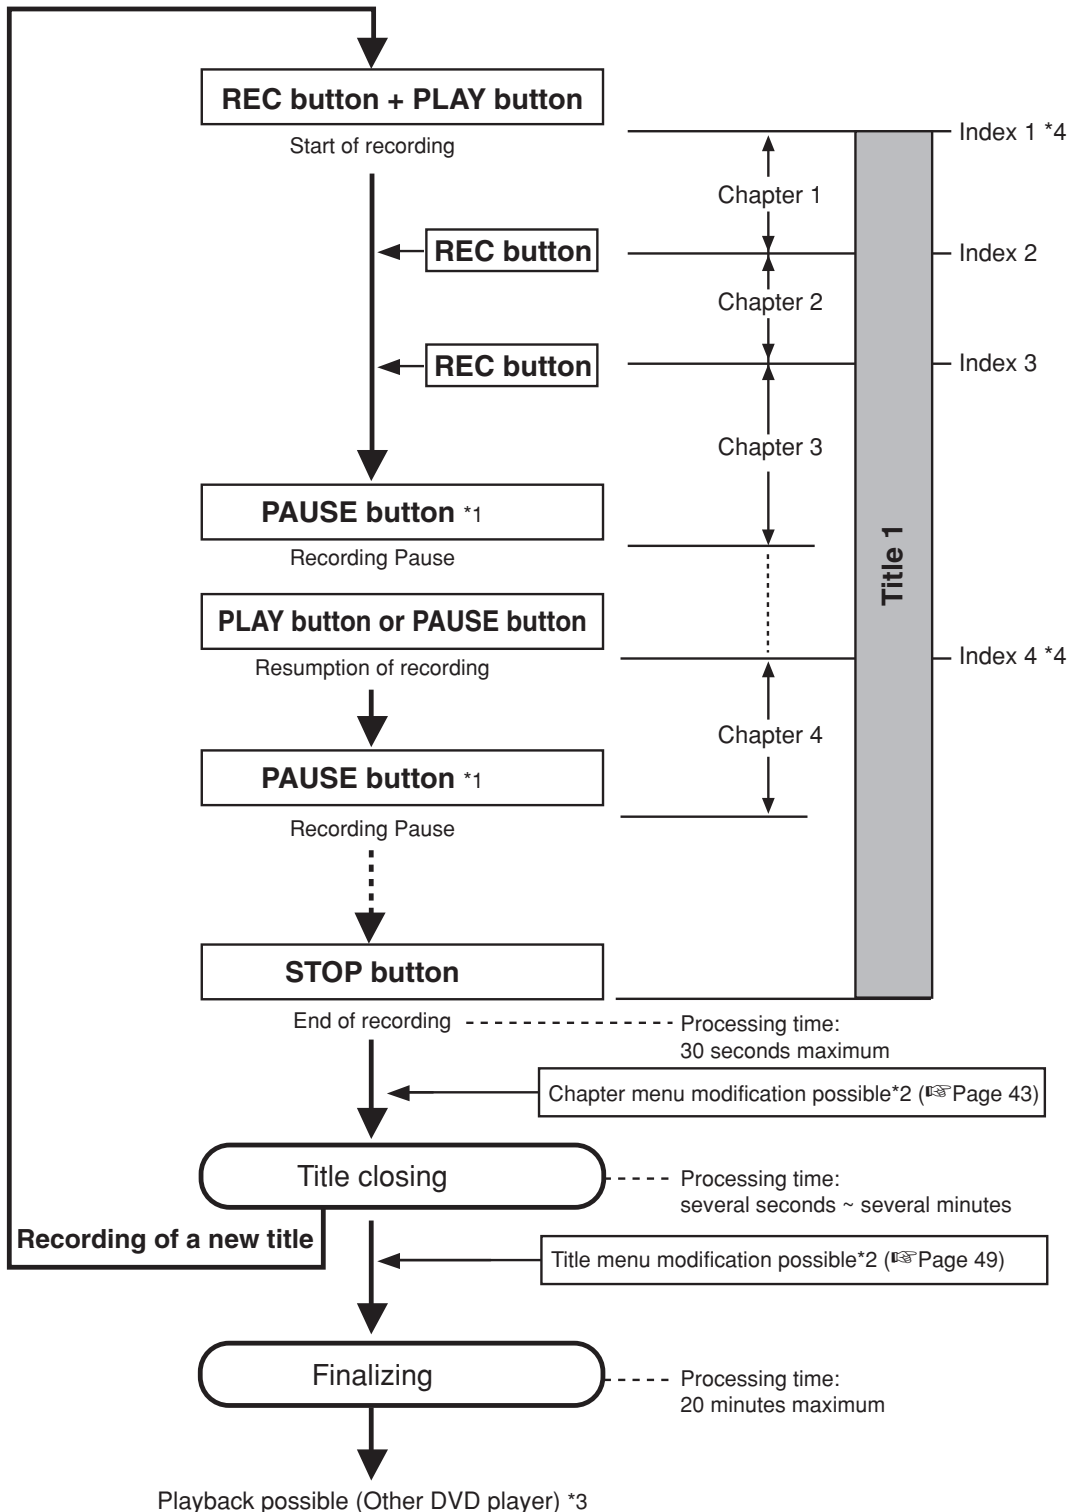 REC button + PLAY button
Start of recording
Index 1 *4
Chapter 1
REC button
Index 2
Chapter 2
REC button
Index 3
Chapter 3
PAUSE button *1
Recording Pause
Title 1
PLAY button or PAUSE button
Resumption of recording
Index 4 *4
Chapter 4
PAUSE button *1
Recording Pause
STOP button
End of recording
Processing time:
30 seconds maximum
Chapter menu modification possible*2 (☞Page 43)
Title closing
Processing time:
several seconds ~ several minutes
Recording of a new title
Title menu modification possible*2 (☞Page 49)
Finalizing
Processing time:
20 minutes maximum
Playback possible (Other DVD player) *3